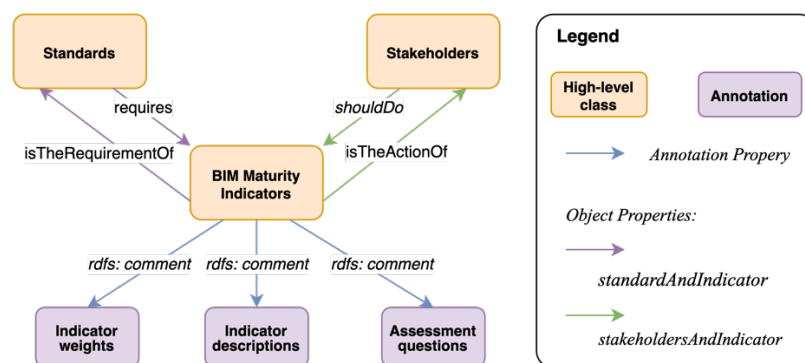 Standards
Stakeholders
requires
shouldDo
isTheRequirementOf
isTheActionOf
BIM Maturity
Indicators
rdfs: comment
rdfs: comment
rdfs: comment
Indicator
weights
Indicator
descriptions
Assessment
questions
Legend
High-level
class
Annotation
Annotation Propery
Object Properties:
standardAndIndicator
stakeholdersAndIndicator